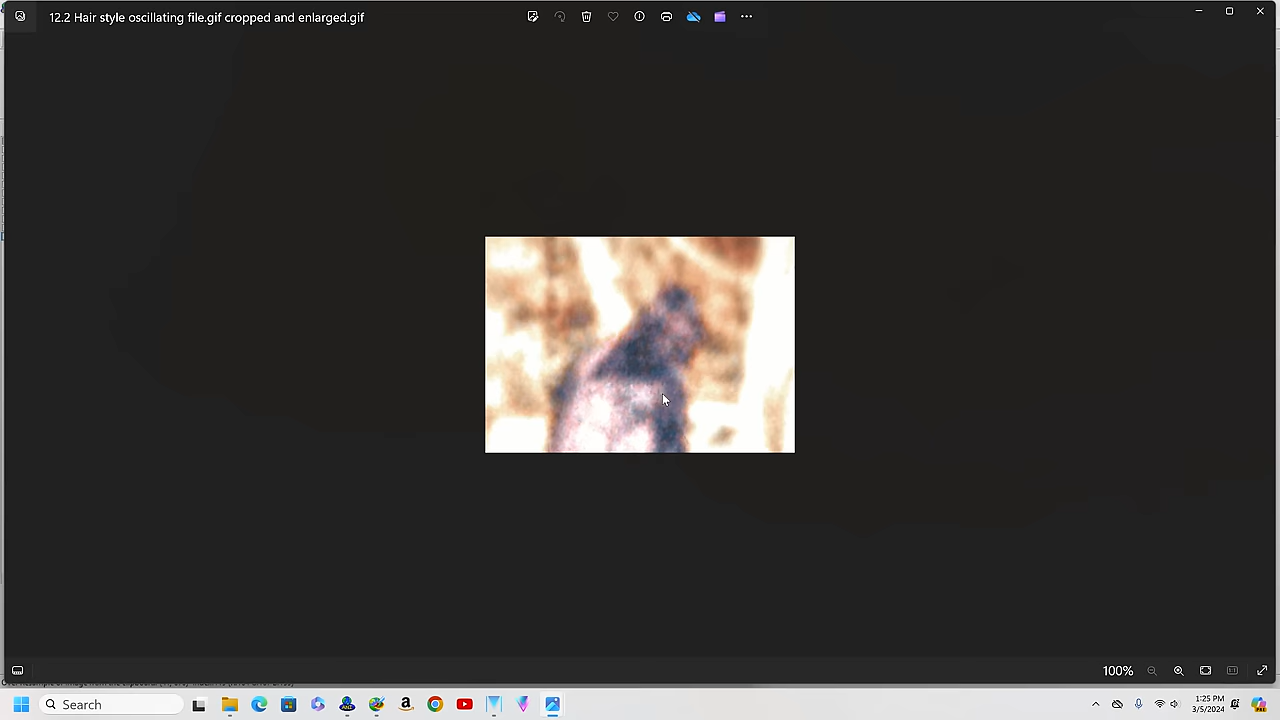 12.2 Hair style oscillating file.gif cropped and enlarged.gif
100%
Search
1:25 PM
3/5/2024